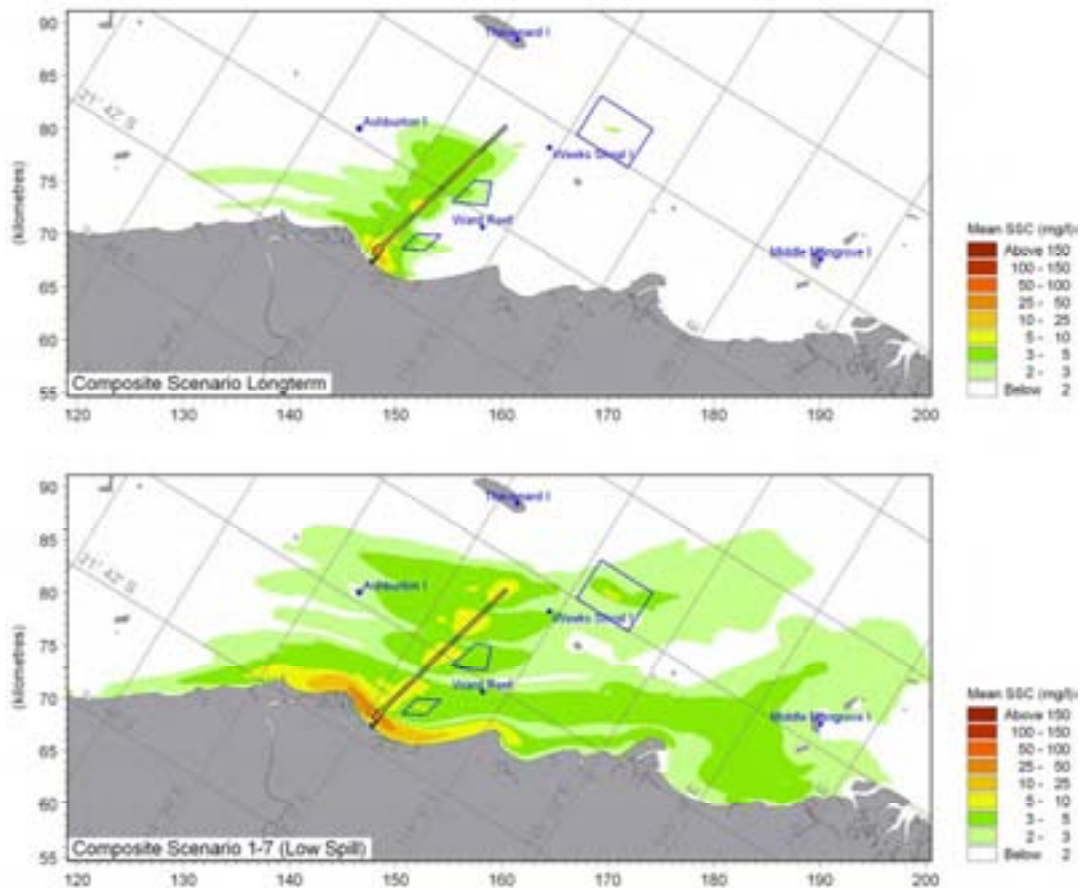 90
85
80
75
70
65
60
55
(kilometres)
21° 42' S
Ashburton I
Weeks Shoal
Ward Reef
Middle Mangrove I
Composite Scenario Longterm
120 130 140 150 160 170 180 190 200
Mean SSC (mg/l)
Above 150
100 - 150
50 - 100
25 - 50
10 - 25
5 - 10
3 - 5
2 - 3
Below 2
90
85
80
75
70
65
60
55
(kilometres)
21° 42' S
Ashburton I
Weeks Shoal
Ward Reef
Middle Mangrove I
Composite Scenario 1-7 (Low Spill)
120 130 140 150 160 170 180 190 200
Mean SSC (mg/l)
Above 150
100 - 150
50 - 100
25 - 50
10 - 25
5 - 10
3 - 5
2 - 3
Below 2